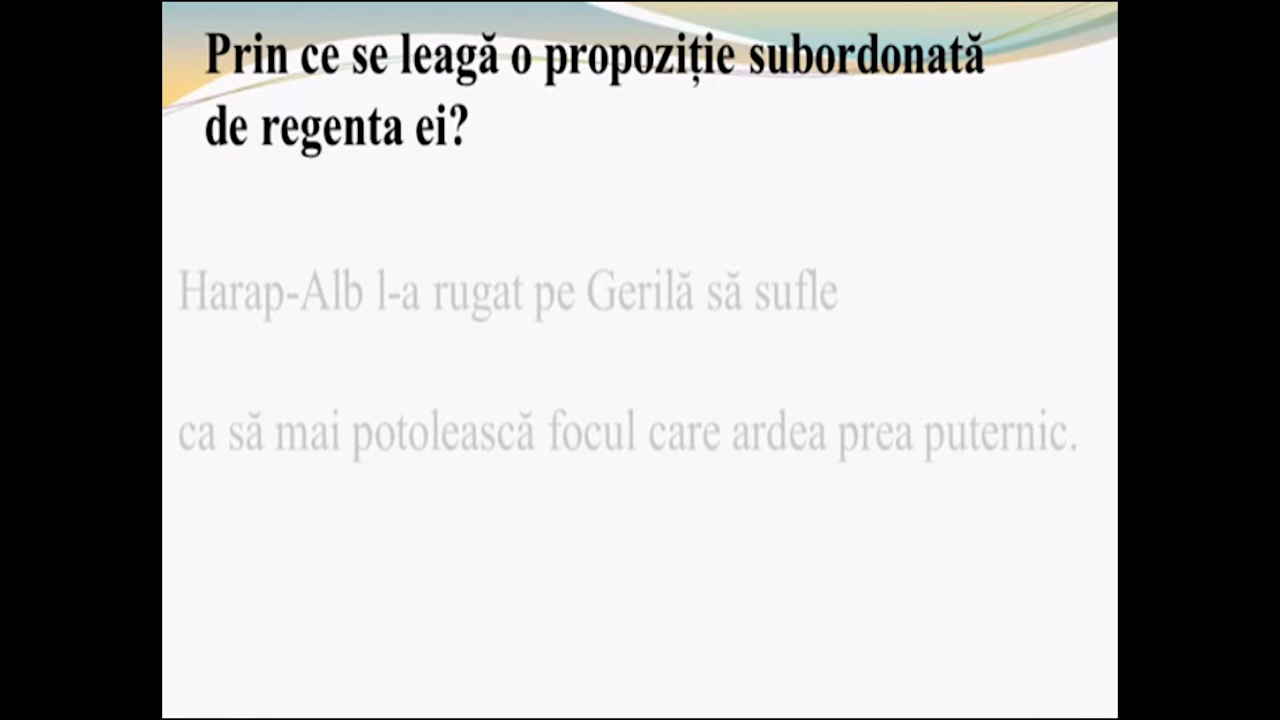 Prin ce se leagă o propoziție subordonată
de regenta ei?
Harap-Alb l-a rugat pe Gerilă să sufle
ca să mai potolească focul care ardea prea puternic.